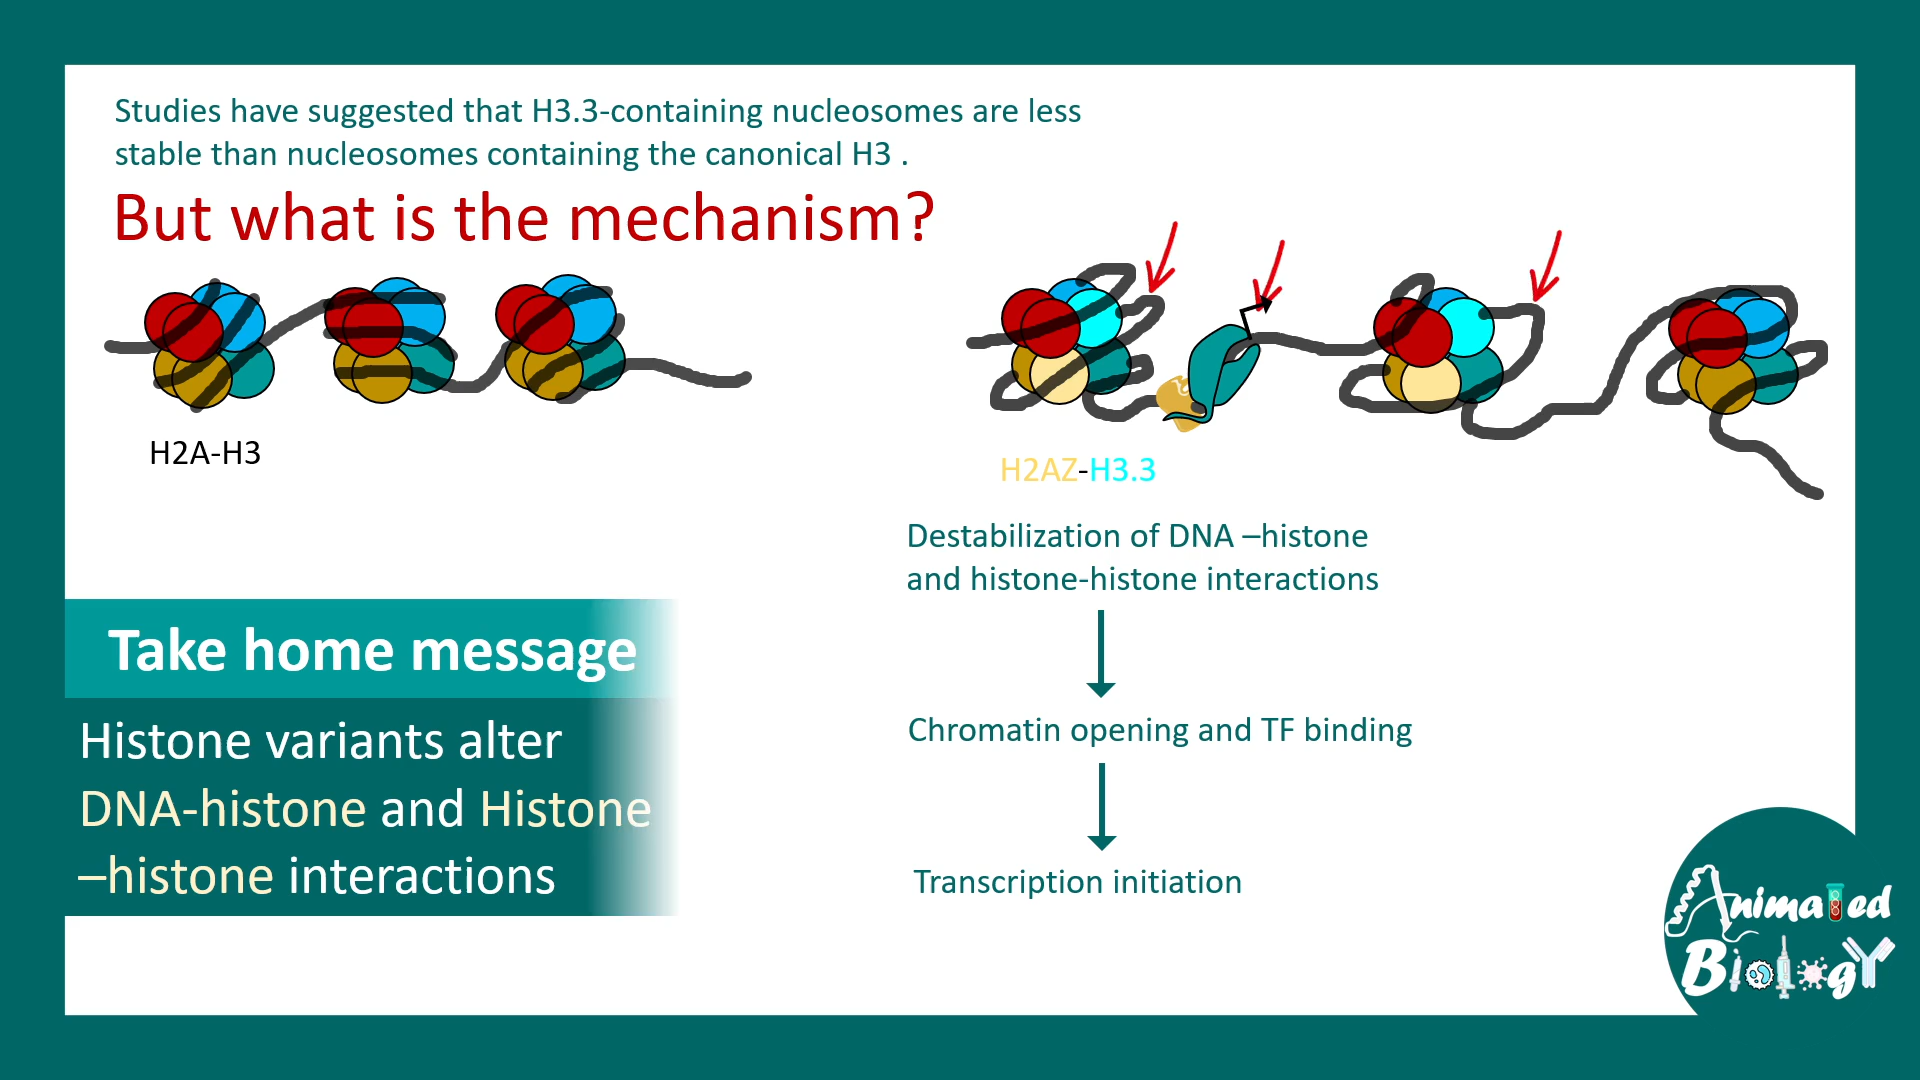 Studies have suggested that H3.3-containing nucleosomes are less
stable than nucleosomes containing the canonical H3 .
But what is the mechanism?
H2A-H3
H2AZ-H3.3
Destabilization of DNA –histone
and histone-histone interactions
Chromatin opening and TF binding
Transcription initiation
Take home message
Histone variants alter
DNA-histone and Histone
–histone interactions
Animated
Biology